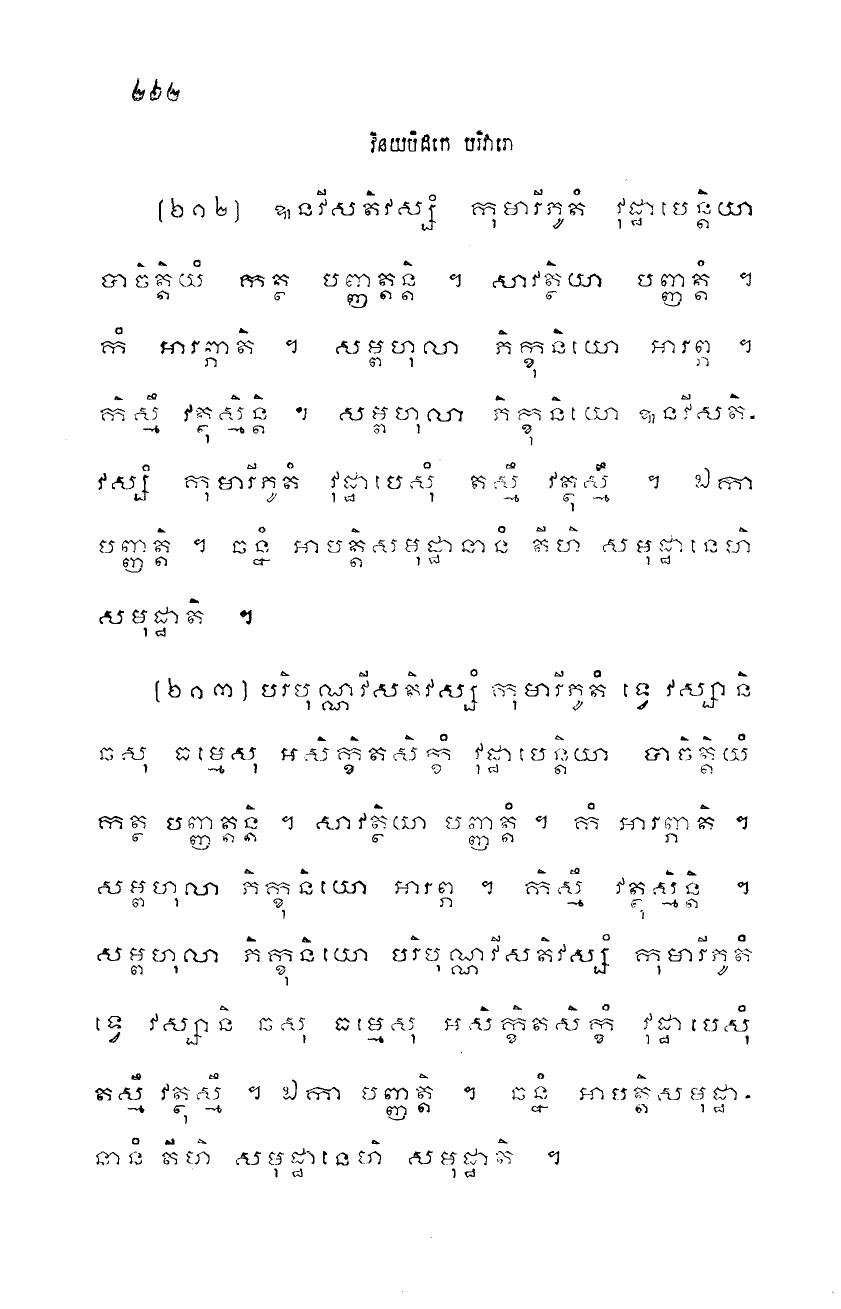 ២៦២
វិនយបិដកេ បរិវារោ
(២១២) ឩនវីសតិវស្សំ កុមារីភូតំ វុដ្ឋាបេន្តិយា
បាចិត្តិយំ កត្ថ បញ្ញត្តន្តិ ។ សាវត្ថិយា បញ្ញត្តំ ។
កំ អារព្ភាតិ ។ សម្ពហុលា ភិក្ខុនិយោ អារព្ភ ។
កិស្មឹ វត្ថុស្មិន្តិ ។ សម្ពហុលា ភិក្ខុនិយោ ឩនវីសតិ-
វស្សំ កុមារីភូតំ វុដ្ឋាបេសុំ តស្មឹ វត្ថុស្មឹ ។ ឯកា
បញ្ញត្តិ ។ ឆន្នំ អាបត្តិសមុដ្ឋានានំ តីហិ សមុដ្ឋានេហិ
សមុដ្ឋាតិ ។
(២១៣) បរិបុណ្ណវីសតិវស្សំ កុមារីភូតំ ទ្វេ វស្សានិ
ឆសុ ធម្មេសុ អសិក្ខិតសិក្ខំ វុដ្ឋាបេន្តិយា បាចិត្តិយំ
កត្ថ បញ្ញត្តន្តិ ។ សាវត្ថិយា បញ្ញត្តំ ។ កំ អារព្ភាតិ ។
សម្ពហុលា ភិក្ខុនិយោ អារព្ភ ។ កិស្មឹ វត្ថុស្មិន្តិ ។
សម្ពហុលា ភិក្ខុនិយោ បរិបុណ្ណវីសតិវស្សំ កុមារីភូតំ
ទ្វេ វស្សានិ ឆសុ ធម្មេសុ អសិក្ខិតសិក្ខំ វុដ្ឋាបេសុំ
តស្មឹ វត្ថុស្មឹ ។ ឯកា បញ្ញត្តិ ។ ឆន្នំ អាបត្តិសមុដ្ឋា-
នានំ តីហិ សមុដ្ឋានេហិ សមុដ្ឋាតិ ។